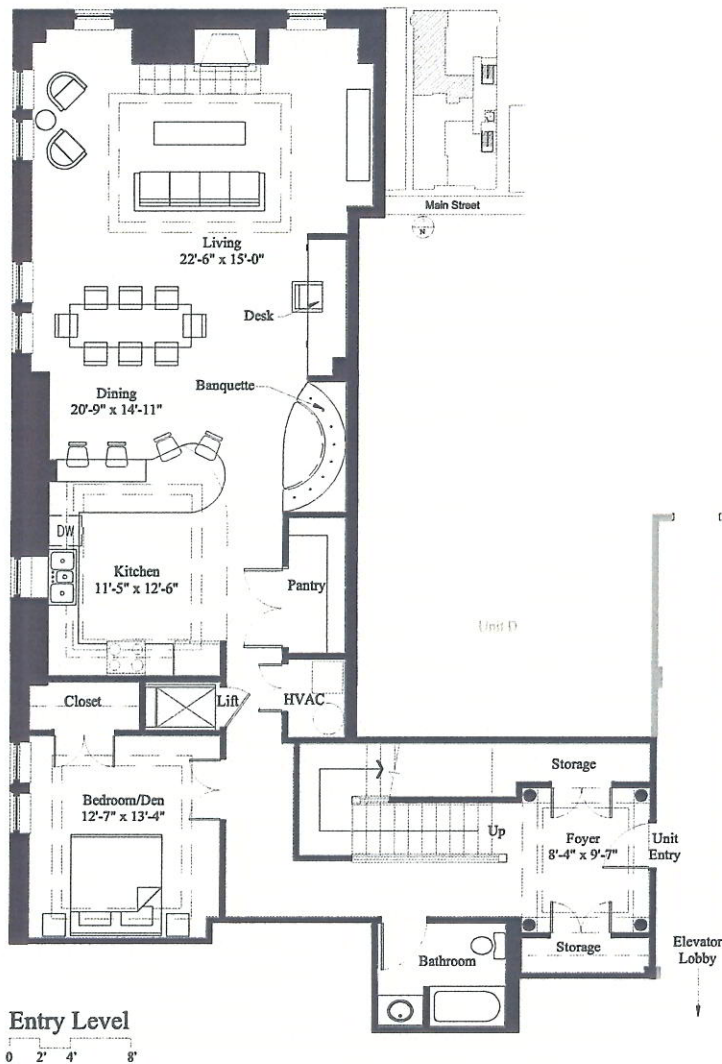 Main Street
N
Living
22'-6" x 15'-0"
Desk
Banquette
Dining
20'-9" x 14'-11"
DW
Kitchen
11'-5" x 12'-6"
Pantry
Unit D
Closet
Lift
HVAC
Storage
Bedroom/Den
12'-7" x 13'-4"
Up
Foyer
8'-4" x 9'-7"
Unit
Entry
Storage
Bathroom
Elevator
Lobby
Entry Level
0 2' 4' 8'